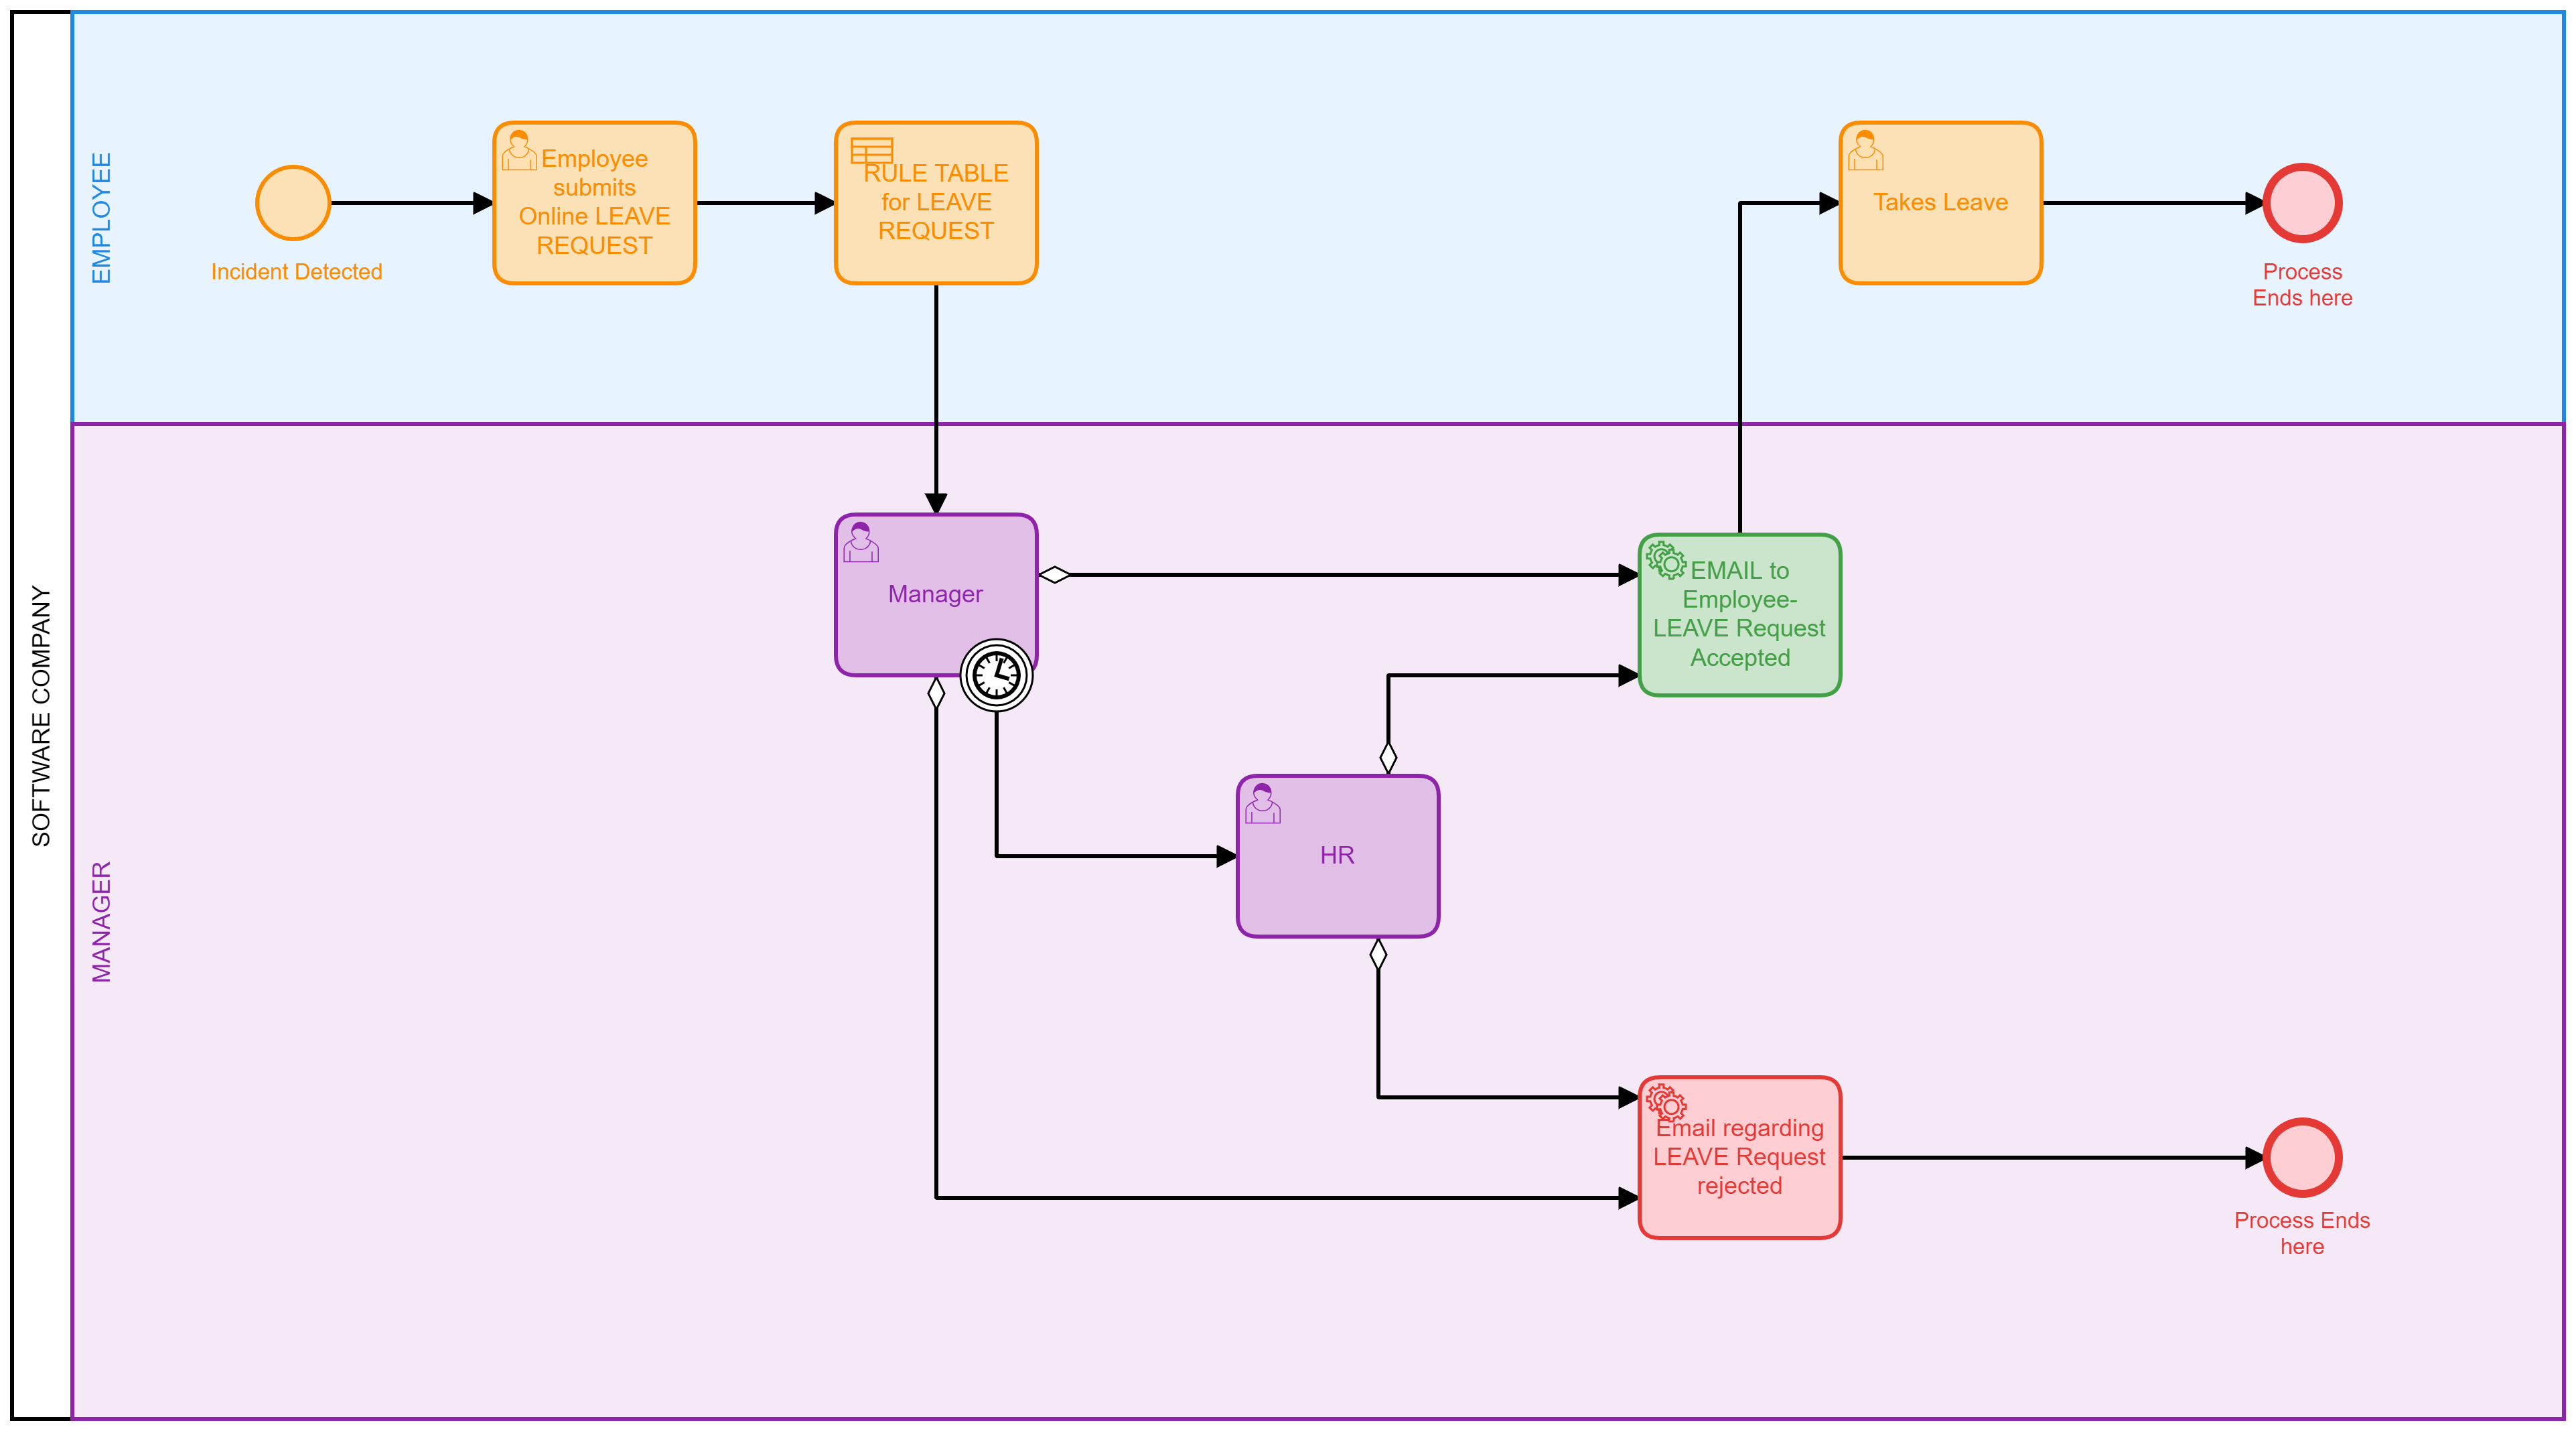 SOFTWARE COMPANY
EMPLOYEE
Incident Detected
Employee
submits
Online LEAVE
REQUEST
RULE TABLE
for LEAVE
REQUEST
Takes Leave
Process
Ends here
MANAGER
Manager
EMAIL to
Employee-
LEAVE Request
Accepted
HR
Email regarding
LEAVE Request
rejected
Process Ends
here